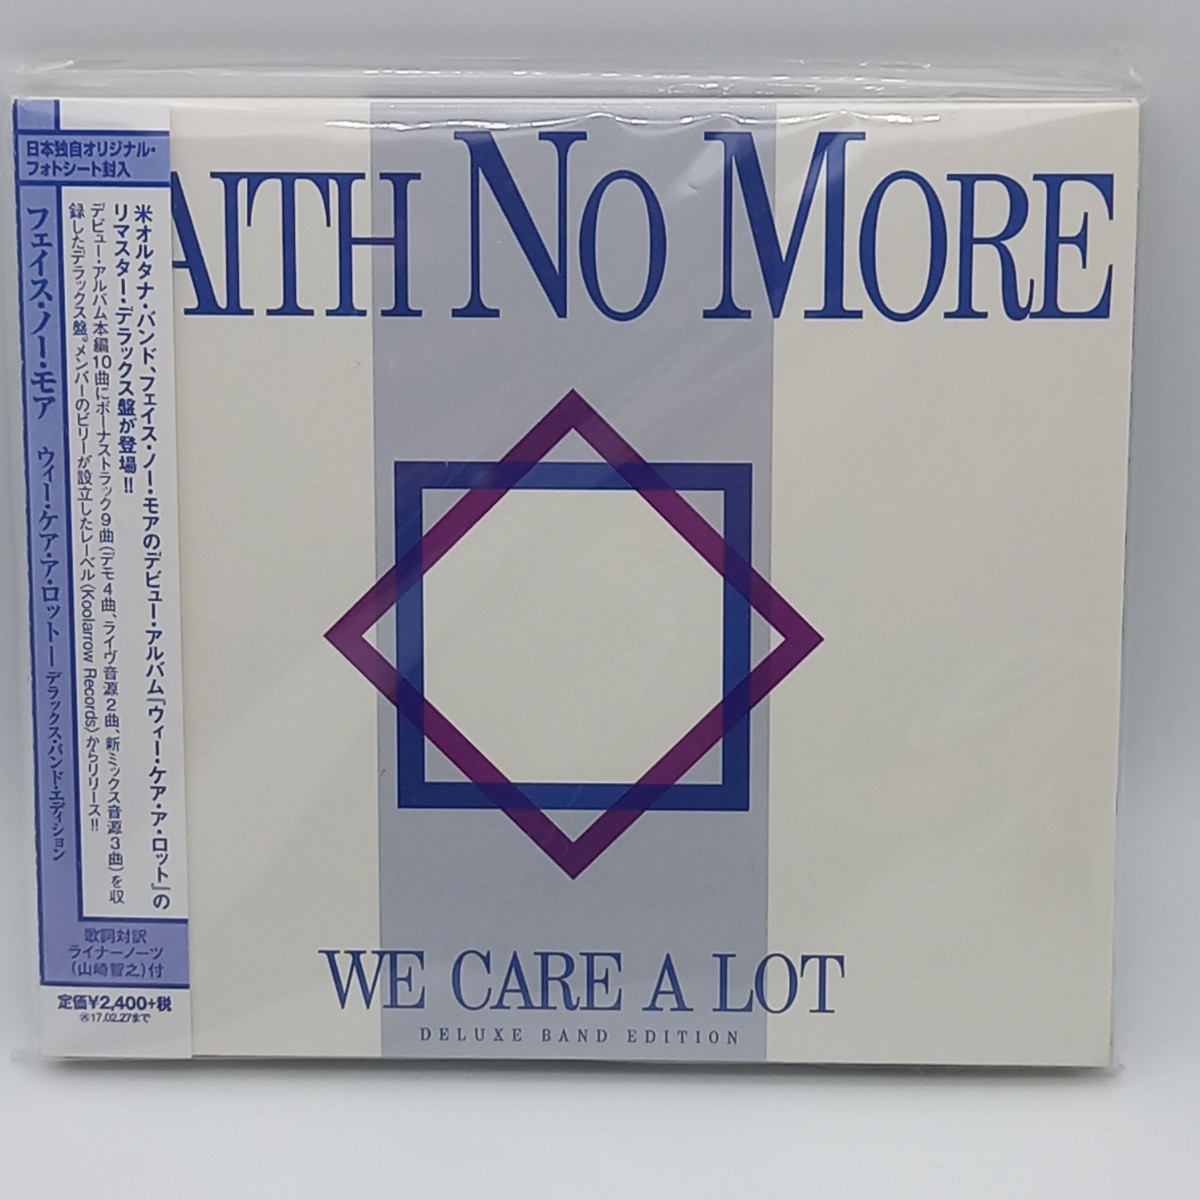 日本独自オリジナル・
フォトシート封入
フェイス・ノー・モア ウィー・ケア・ア・ロット ー デラックス・バンド・エディション
米オルタナ・バンド、フェイス・ノー・モアのデビュー・アルバム『ウィー・ケア・ア・ロット』の
リマスター・デラックス盤が登場!!
デビュー・アルバム本編10曲にボーナストラック9曲(デモ4曲、ライヴ音源2曲、新ミックス音源3曲)を収
録したデラックス盤。メンバーのビリーが設立したレーベル(Koolarrow Records)からリリース!!
歌詞対訳
ライナーノーツ
(山崎智之)付
定価¥2,400+税
17.02.27まで
AITH NO MORE
WE CARE A LOT
DELUXE BAND EDITION